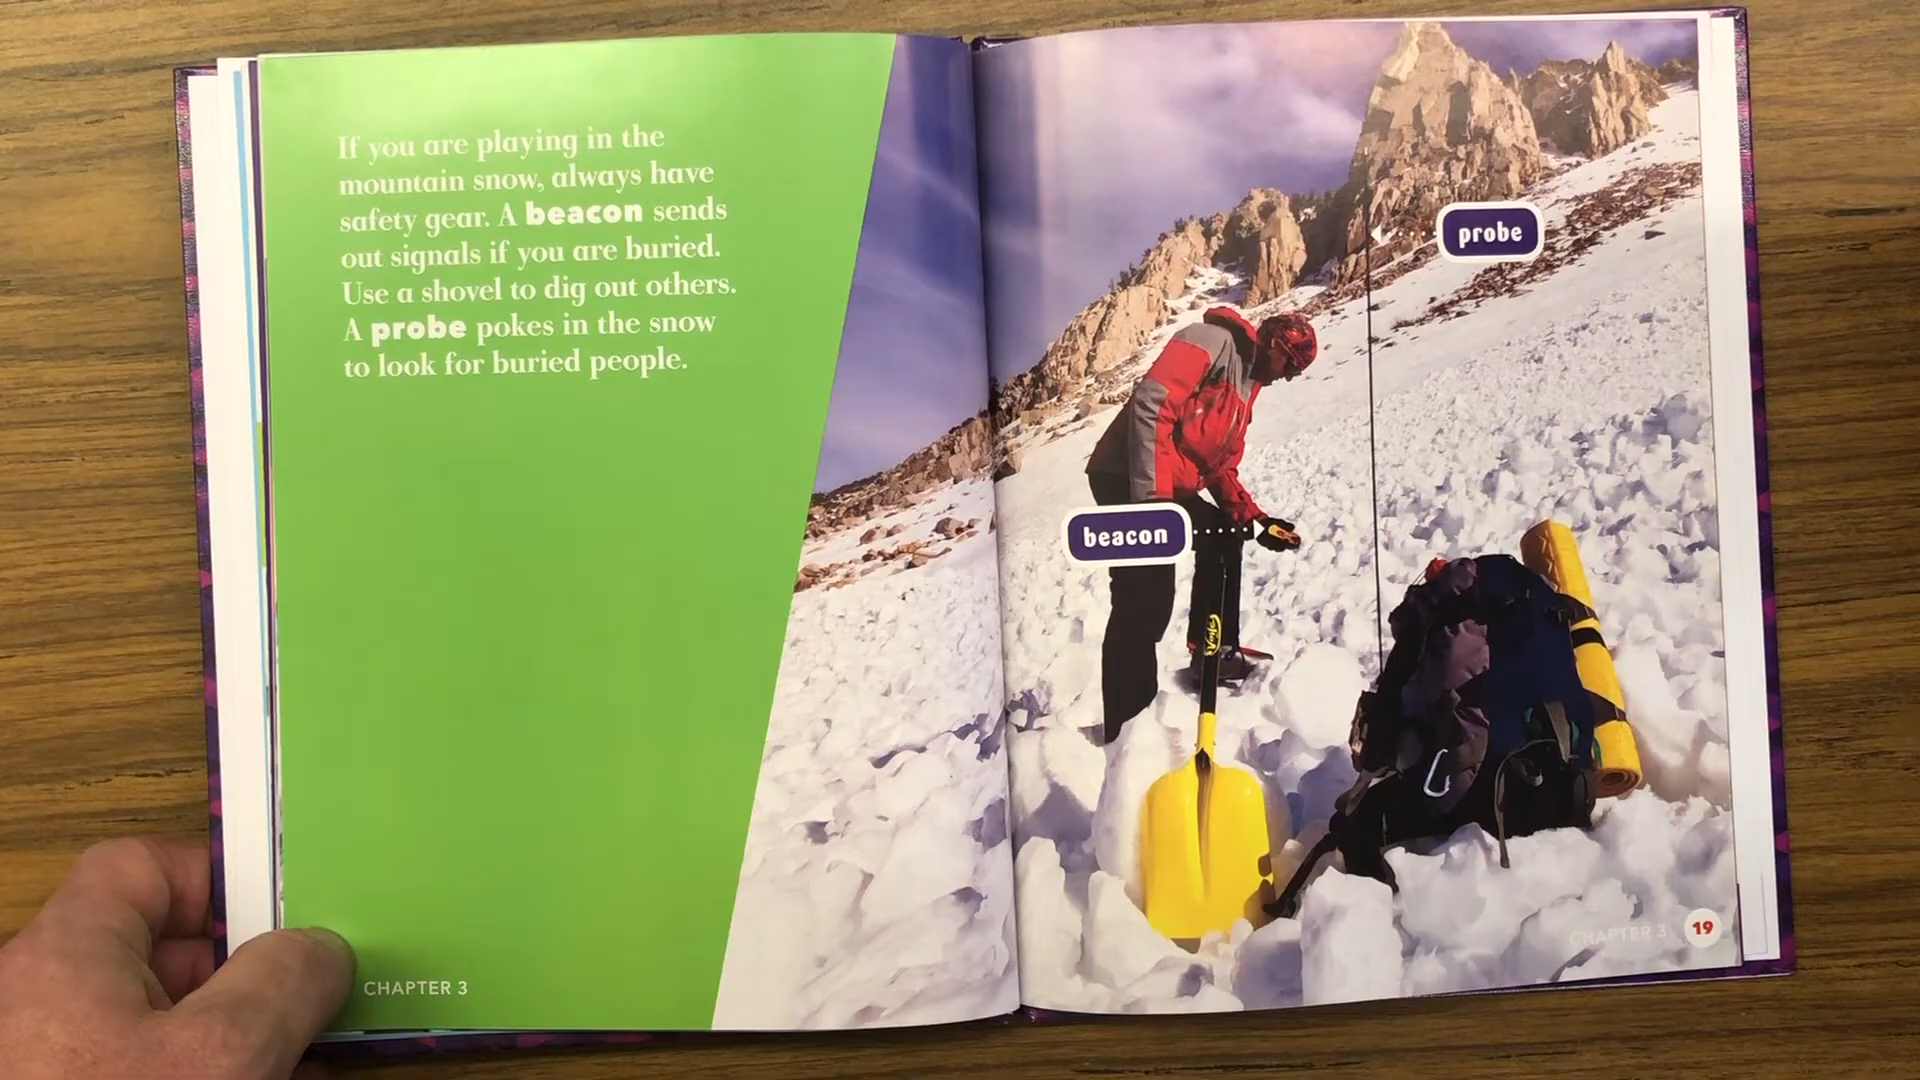 If you are playing in the
mountain snow, always have
safety gear. A beacon sends
out signals if you are buried.
Use a shovel to dig out others.
A probe pokes in the snow
to look for buried people.
CHAPTER 3
probe
beacon
CHAPTER 3 19